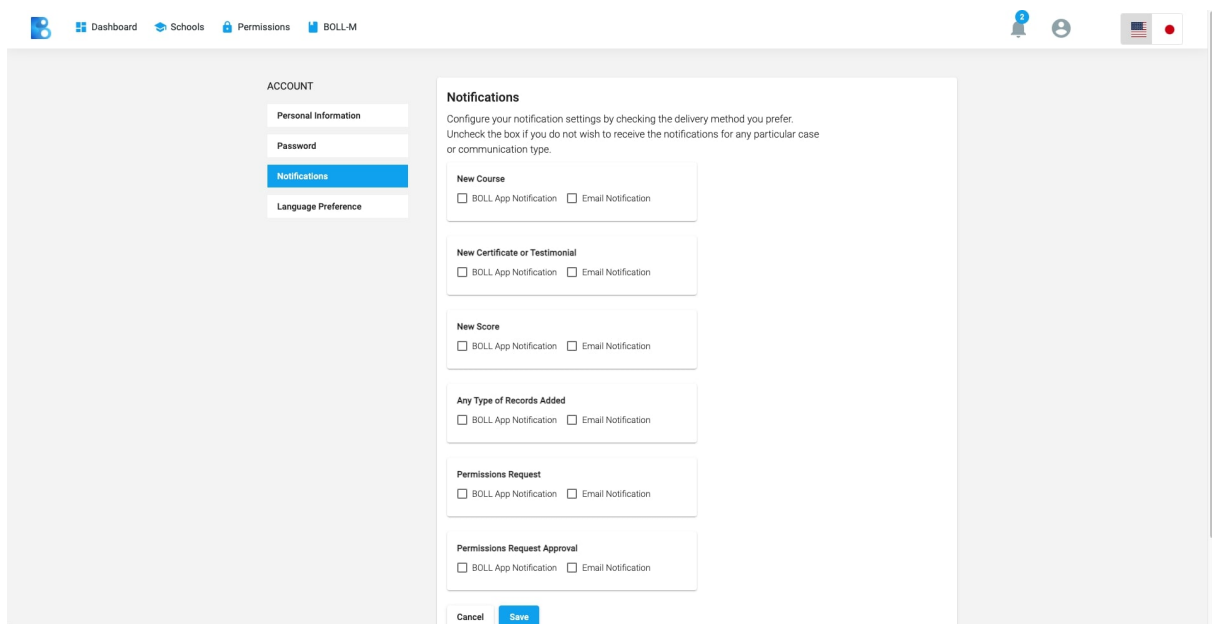 Dashboard Schools Permissions BOLL-M 2
ACCOUNT
Personal Information
Password
Notifications
Language Preference
Notifications
Configure your notification settings by checking the delivery method you prefer.
Uncheck the box if you do not wish to receive the notifications for any particular case
or communication type.
New Course
BOLL App Notification Email Notification
New Certificate or Testimonial
BOLL App Notification Email Notification
New Score
BOLL App Notification Email Notification
Any Type of Records Added
BOLL App Notification Email Notification
Permissions Request
BOLL App Notification Email Notification
Permissions Request Approval
BOLL App Notification Email Notification
Cancel Save